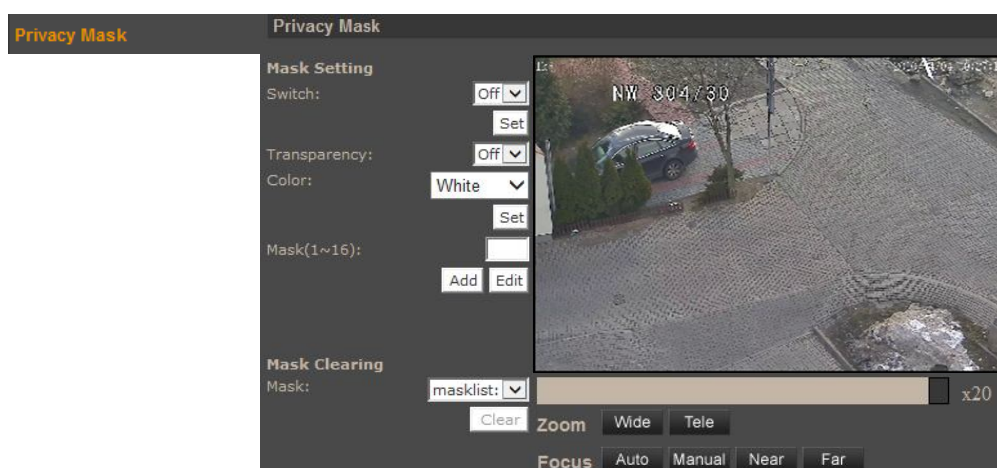 Privacy Mask
Privacy Mask
Mask Setting
Switch: Off
Set
Transparency: Off
Color: White
Set
Mask(1~16):
Add Edit
NW 304/30
Mask Clearing
Mask: masklist:
x20
Clear
Zoom Wide Tele
Focus Auto Manual Near Far